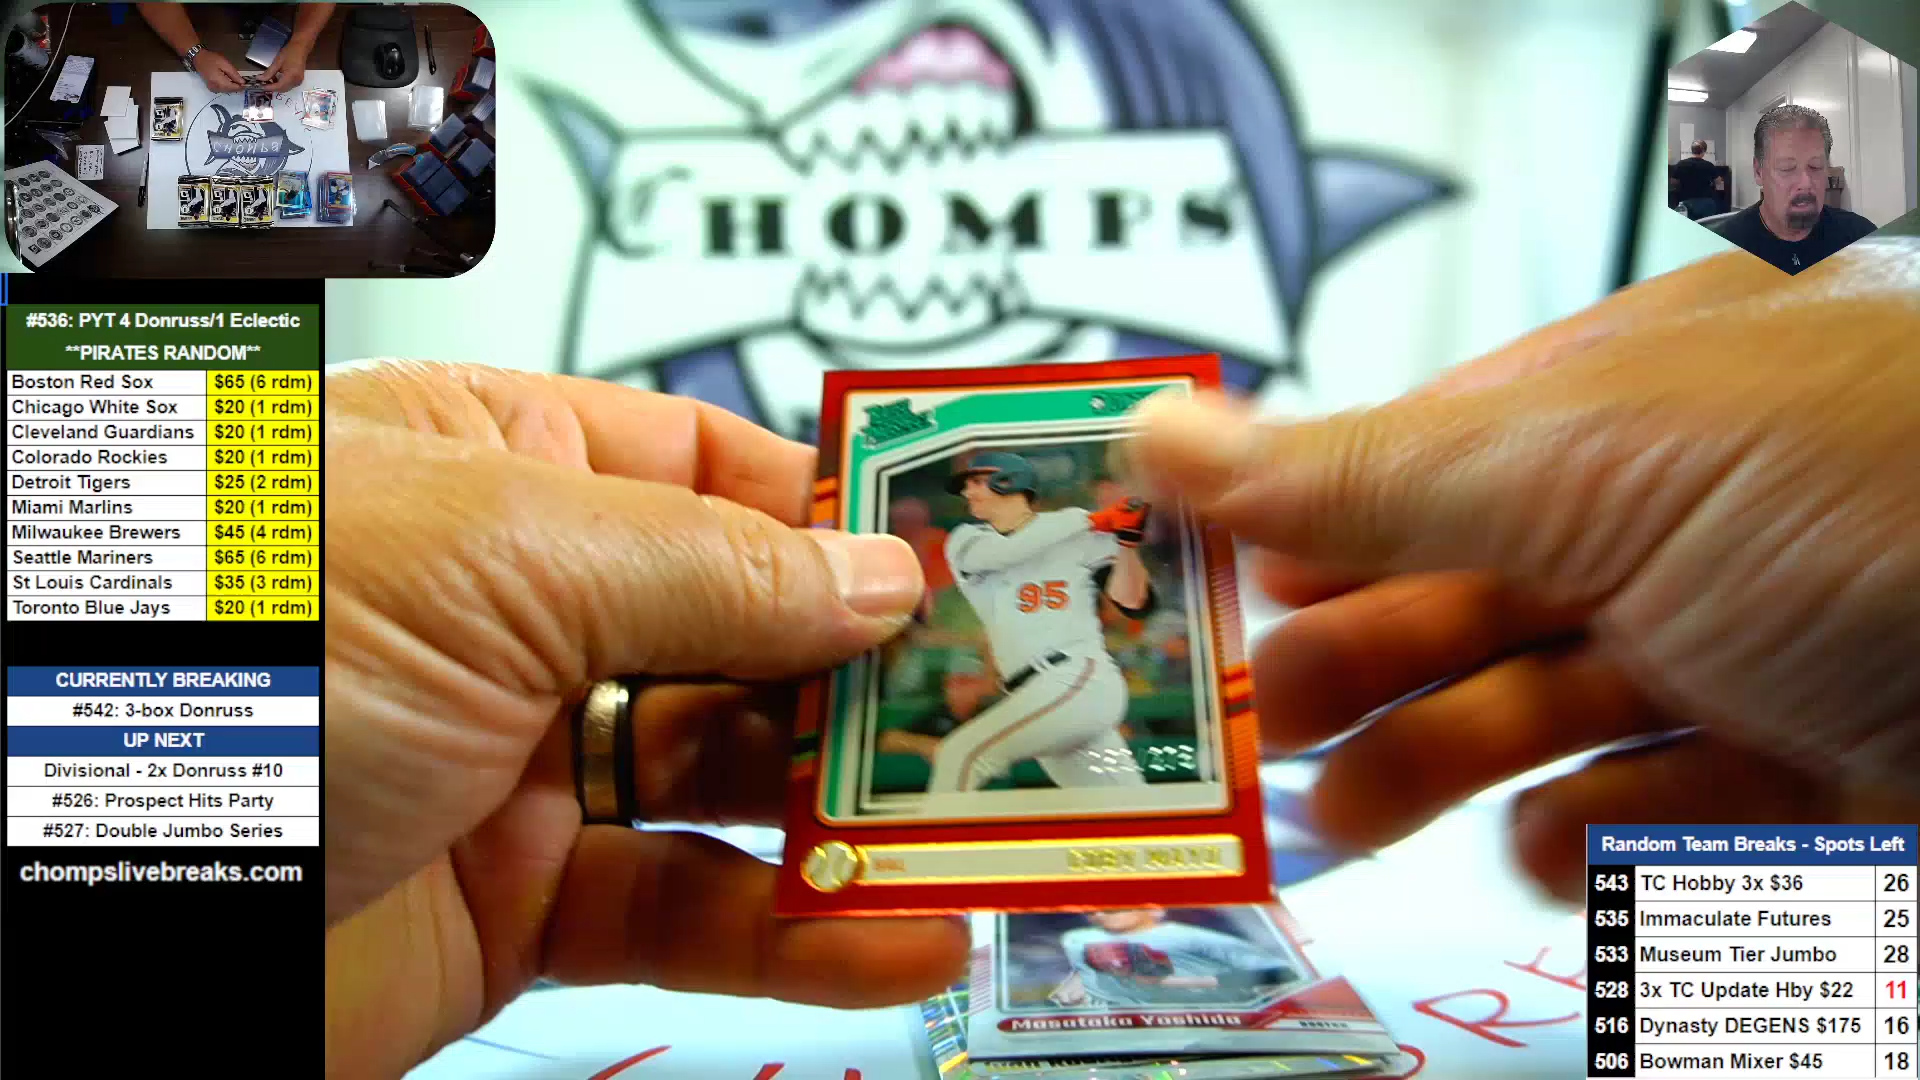 CHOMPS
#536: PYT 4 Donruss/1 Eclectic
**PIRATES RANDOM**
Boston Red Sox $65 (6 rdm)
Chicago White Sox $20 (1 rdm)
Cleveland Guardians $20 (1 rdm)
Colorado Rockies $20 (1 rdm)
Detroit Tigers $25 (2 rdm)
Miami Marlins $20 (1 rdm)
Milwaukee Brewers $45 (4 rdm)
Seattle Mariners $65 (6 rdm)
St Louis Cardinals $35 (3 rdm)
Toronto Blue Jays $20 (1 rdm)
CURRENTLY BREAKING
#542: 3-box Donruss
UP NEXT
Divisional - 2x Donruss #10
#526: Prospect Hits Party
#527: Double Jumbo Series
chompslivebreaks.com
95
COBY MAYO
Masataka Yoshida
Random Team Breaks - Spots Left
543 TC Hobby 3x $36 26
535 Immaculate Futures 25
533 Museum Tier Jumbo 28
528 3x TC Update Hby $22 11
516 Dynasty DEGENS $175 16
506 Bowman Mixer $45 18